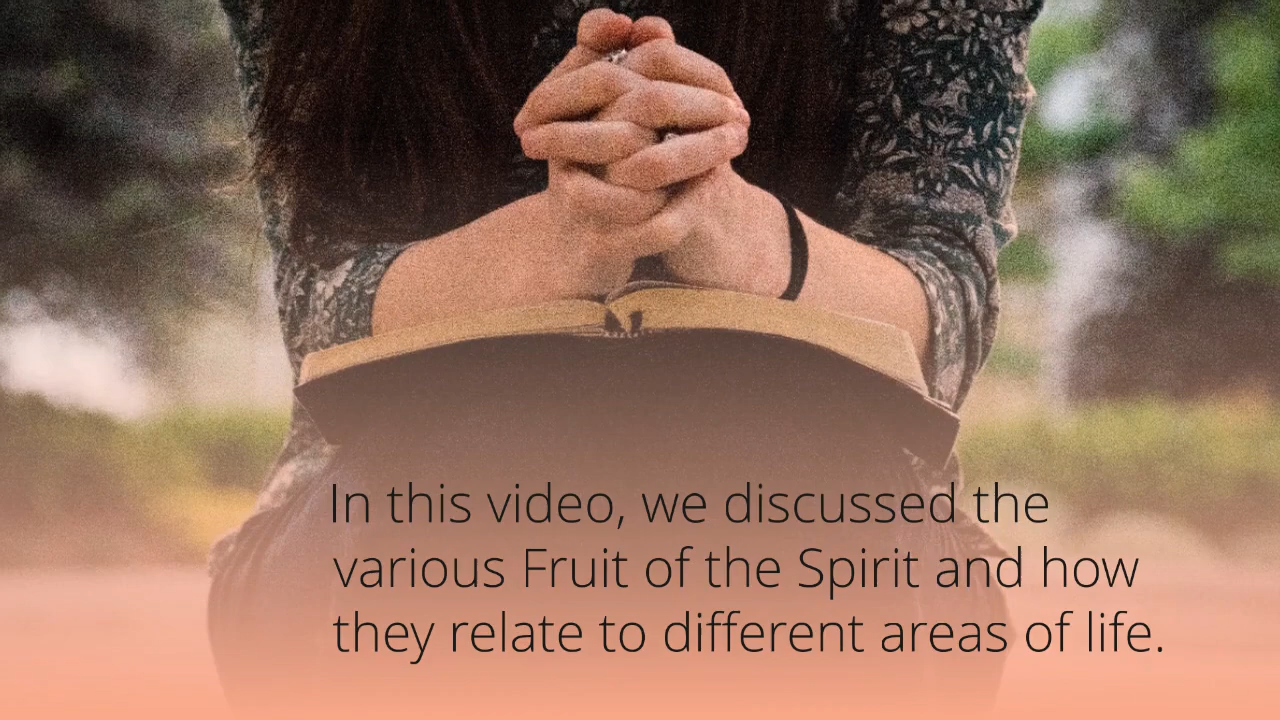 In this video, we discussed the
various Fruit of the Spirit and how
they relate to different areas of life.